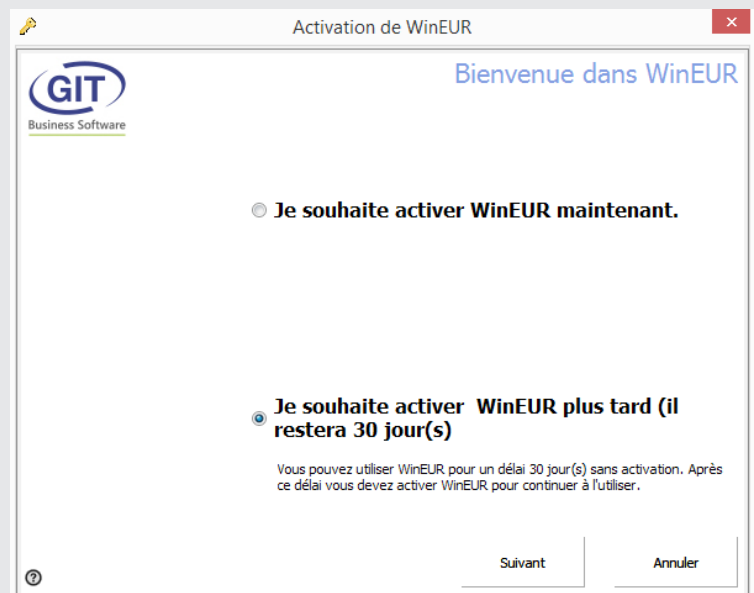 Activation de WinEUR
GIT
Business Software
Bienvenue dans WinEUR
Je souhaite activer WinEUR maintenant.
Je souhaite activer WinEUR plus tard (il
restera 30 jour(s)
Vous pouvez utiliser WinEUR pour un délai 30 jour(s) sans activation. Après
ce délai vous devez activer WinEUR pour continuer à l'utiliser.
Suivant
Annuler